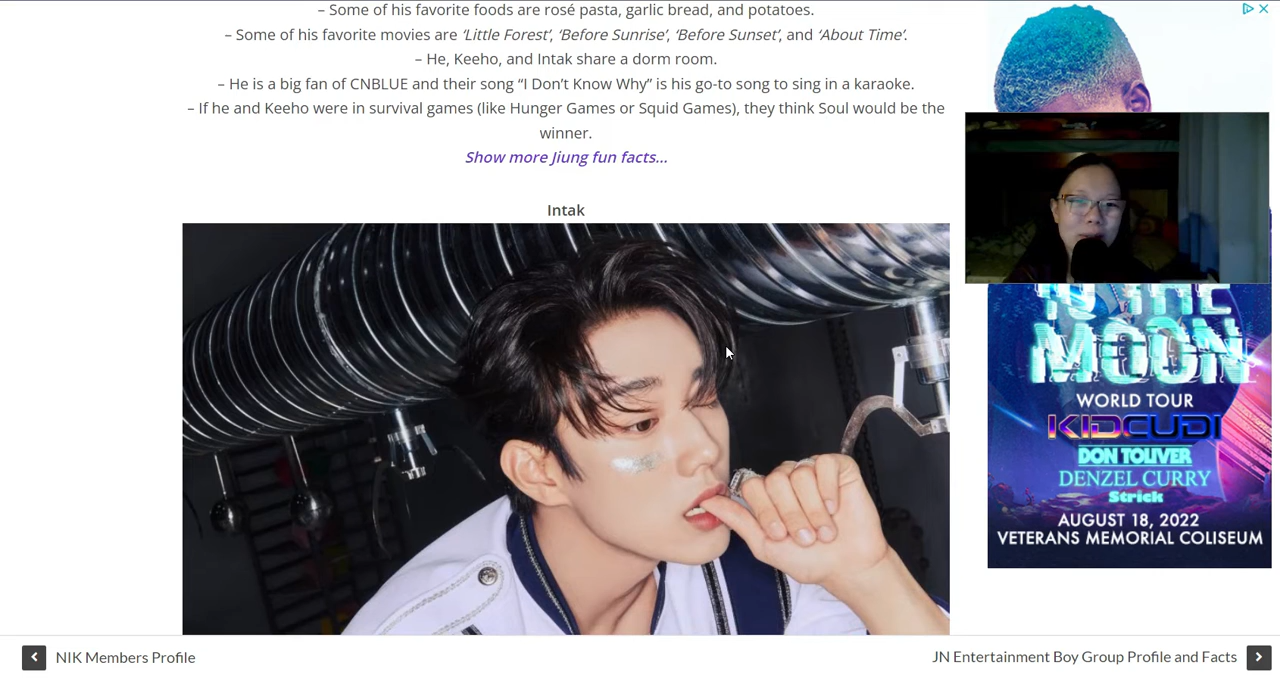 – Some of his favorite foods are rosé pasta, garlic bread, and potatoes.
– Some of his favorite movies are ‘Little Forest’, ‘Before Sunrise’, ‘Before Sunset’, and ‘About Time’.
– He, Keeho, and Intak share a dorm room.
– He is a big fan of CNBLUE and their song “I Don’t Know Why” is his go-to song to sing in a karaoke.
– If he and Keeho were in survival games (like Hunger Games or Squid Games), they think Soul would be the
winner.
Show more Jiung fun facts…
Intak
MOON
WORLD TOUR
KID CUDI
DON TOLIVER
DENZEL CURRY
Strick
AUGUST 18, 2022
VETERANS MEMORIAL COLISEUM
NIK Members Profile
JN Entertainment Boy Group Profile and Facts